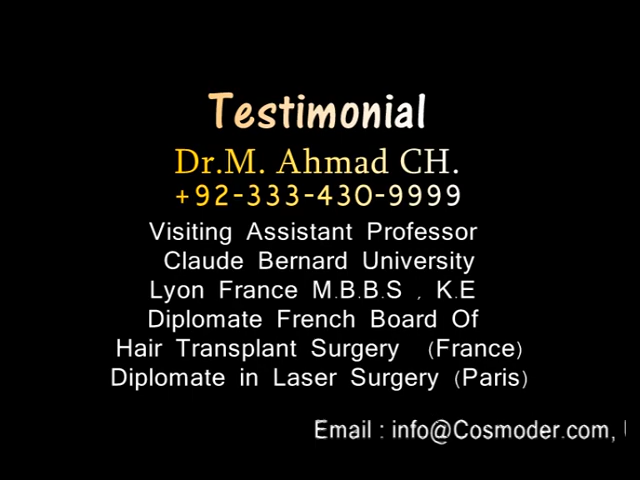 Testimonial
Dr.M. Ahmad CH.
+92-333-430-9999
Visiting Assistant Professor
Claude Bernard University
Lyon France M.B.B.S , K.E
Diplomate French Board Of
Hair Transplant Surgery (France)
Diplomate in Laser Surgery (Paris)
Email : info@Cosmoder.com,